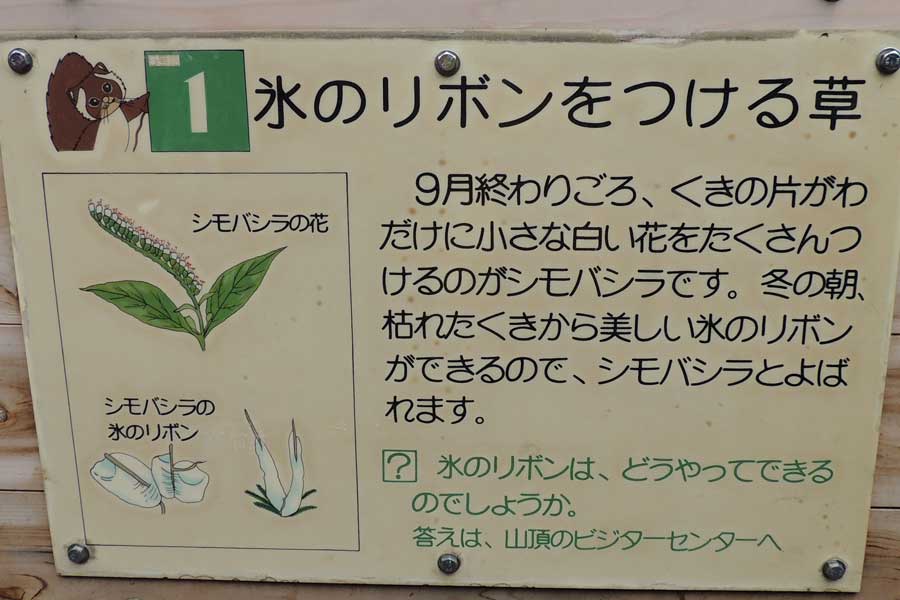 1 氷のリボンをつける草
シモバシラの花
シモバシラの
氷のリボン
9月終わりごろ、くきの片がわ
だけに小さな白い花をたくさんつ
けるのがシモバシラです。冬の朝、
枯れたくきから美しい氷のリボン
ができるので、シモバシラとよば
れます。
? 氷のリボンは、どうやってできる
のでしょうか。
答えは、山頂のビジターセンターへ